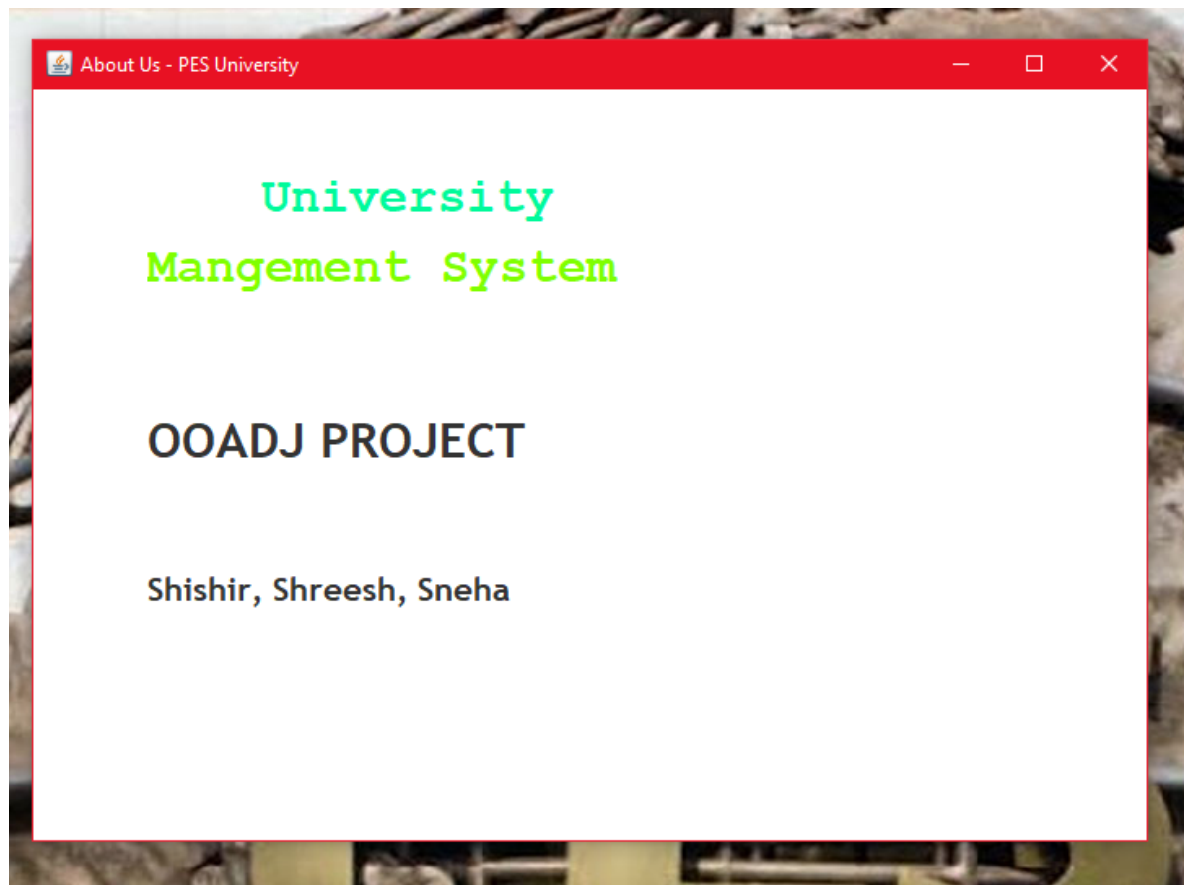 About Us - PES University
University
Mangement System
OOADJ PROJECT
Shishir, Shreesh, Sneha